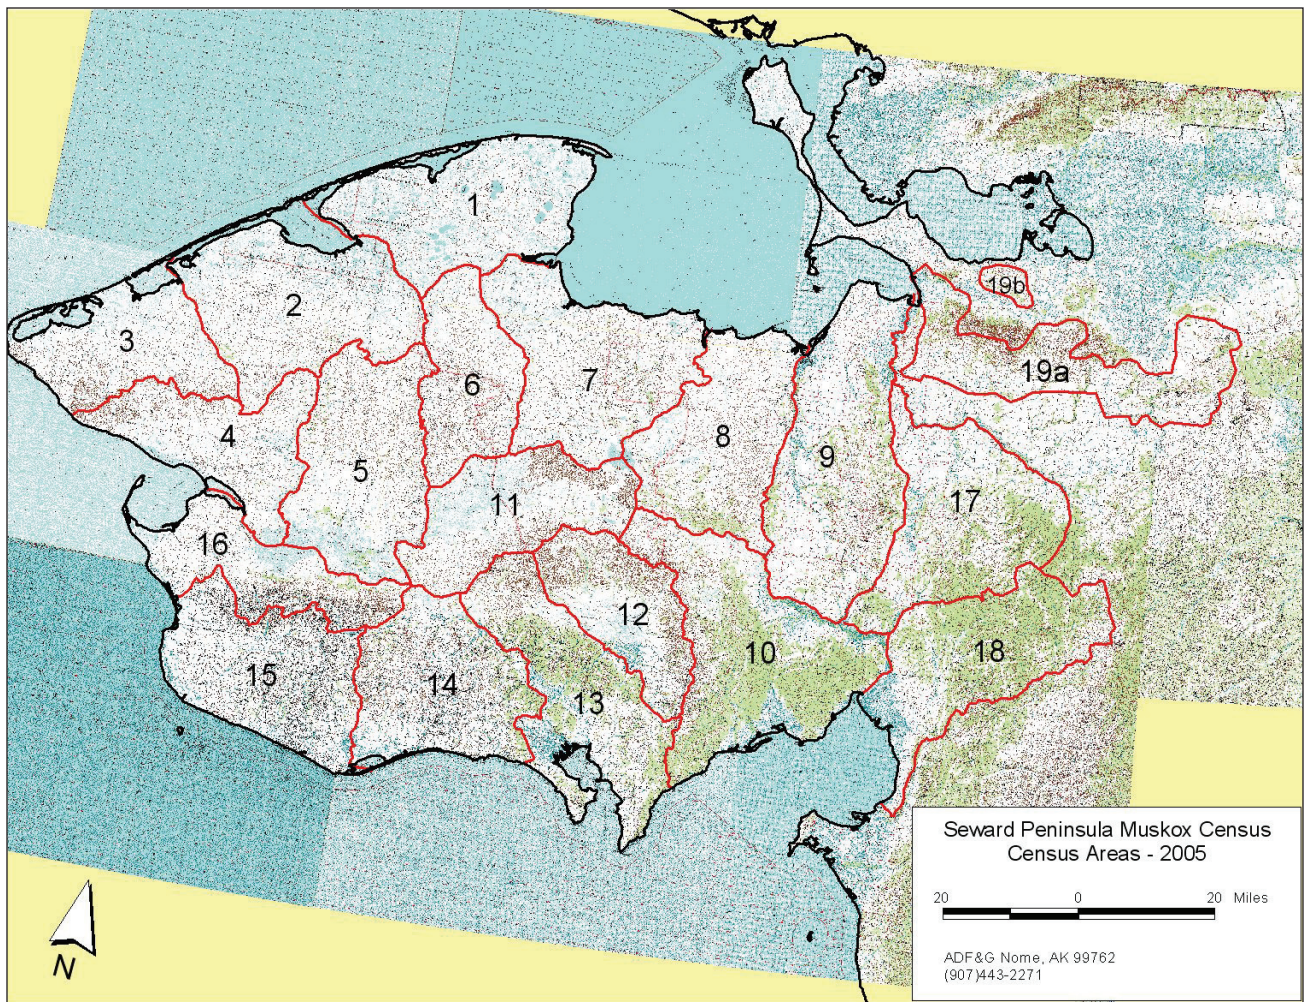 1
19b
2
3
19a
6
7
4
8
5
9
11
17
16
12
10
18
15
14
13
Seward Peninsula Muskox Census
Census Areas - 2005
20 0 20 Miles
ADF&G Nome, AK 99762
(907)443-2271
N